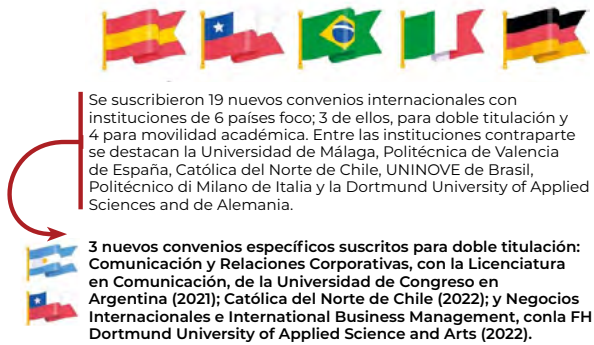 Se suscribieron 19 nuevos convenios internacionales con
instituciones de 6 países foco; 3 de ellos, para doble titulación y
4 para movilidad académica. Entre las instituciones contraparte
se destacan la Universidad de Málaga, Politécnica de Valencia
de España, Católica del Norte de Chile, UNINOVE de Brasil,
Politécnico di Milano de Italia y la Dortmund University of Applied
Sciences and de Alemania.
3 nuevos convenios específicos suscritos para doble titulación:
Comunicación y Relaciones Corporativas, con la Licenciatura
en Comunicación, de la Universidad de Congreso en
Argentina (2021); Católica del Norte de Chile (2022); y Negocios
Internacionales e International Business Management, conla FH
Dortmund University of Applied Science and Arts (2022).